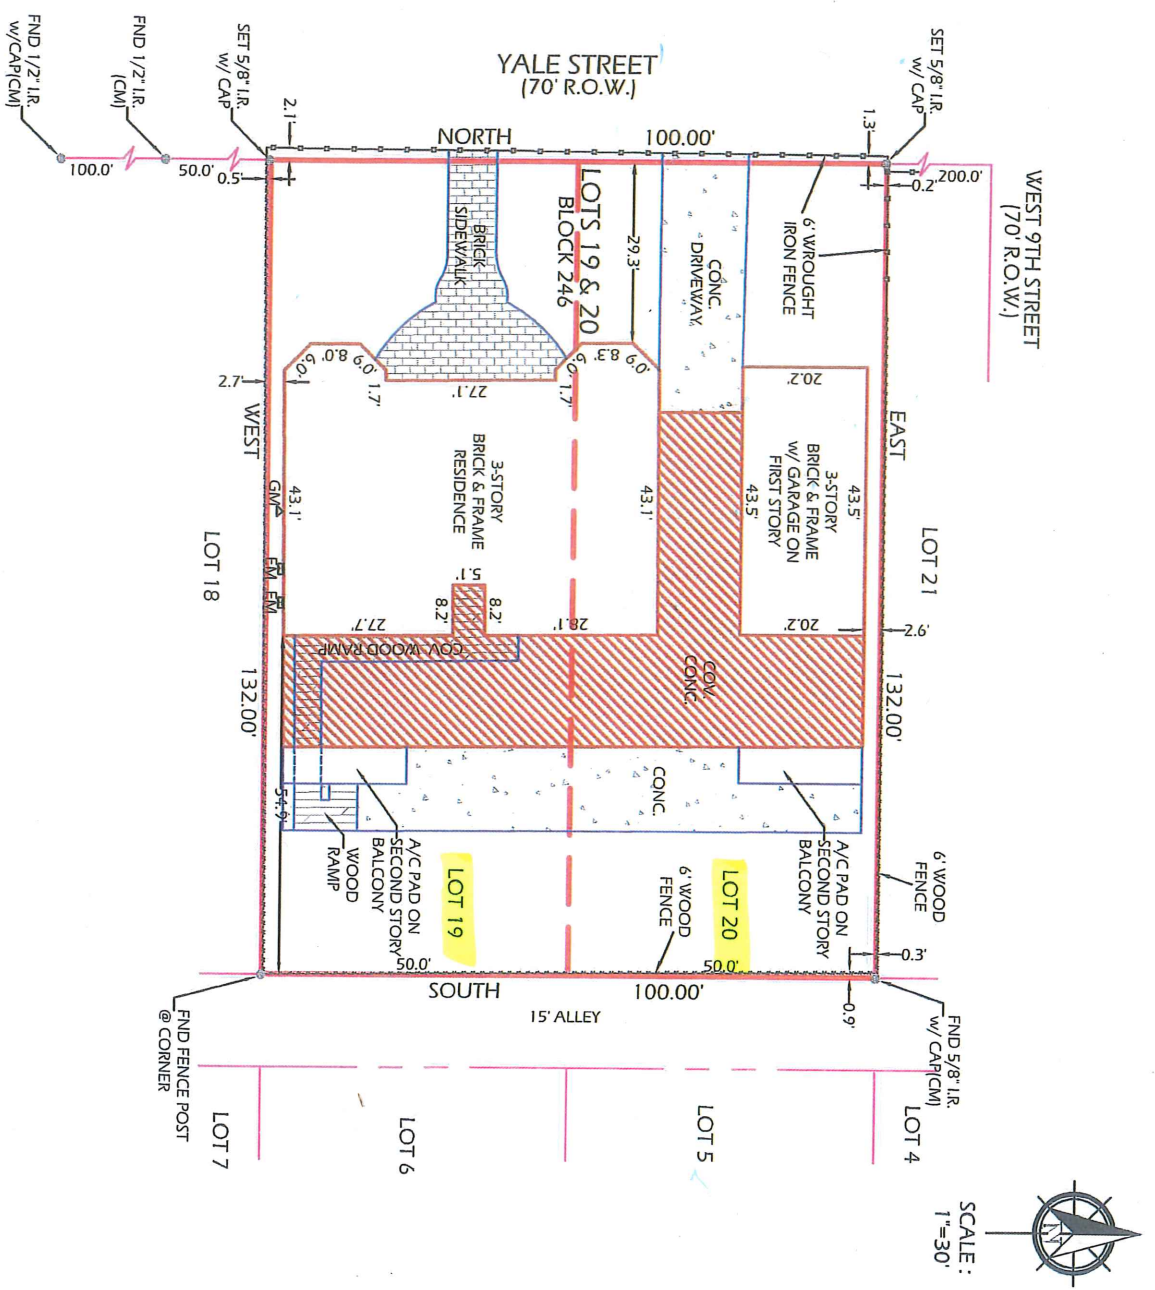 YALE STREET
(70' R.O.W.)
SET 5/8" I.R.
w/ CAP
FND 1/2" I.R.
w/CAP(CM)
FND 1/2" I.R.
(CM)
SET 5/8" I.R.
w/ CAP
100.0'
50.0'
0.5'
2.1'
NORTH
100.00'
1.3'
0.2'
200.0'
WEST 9TH STREET
(70' R.O.W.)
6' WROUGHT
IRON FENCE
BRICK
SIDEWALK
LOTS 19 & 20
BLOCK 246
29.3'
CONC.
DRIVEWAY
6.0'
8.0'
6.0'
1.7'
27.1'
1.7'
6.0'
8.3'
6.0'
20.2'
2.7'
WEST
EAST
43.1'
GM
EM
EM
3-STORY
BRICK & FRAME
RESIDENCE
43.1'
43.5'
3-STORY
BRICK & FRAME
w/ GARAGE ON
FIRST STORY
43.5'
LOT 18
LOT 21
5.1'
8.2'
8.2'
27.7'
28.1'
20.2'
2.6'
COV. WOOD RAMP
COV.
CONC.
132.00'
132.00'
54.9'
CONC.
WOOD
RAMP
A/C PAD ON
SECOND STORY
BALCONY
A/C PAD ON
SECOND STORY
BALCONY
LOT 19
LOT 20
6' WOOD
FENCE
6' WOOD
FENCE
0.3'
50.0'
50.0'
SOUTH
100.00'
0.9'
15' ALLEY
FND FENCE POST
@ CORNER
FND 5/8" I.R.
w/ CAP(CM)
LOT 7
LOT 6
LOT 5
LOT 4
N
SCALE :
1"=30'